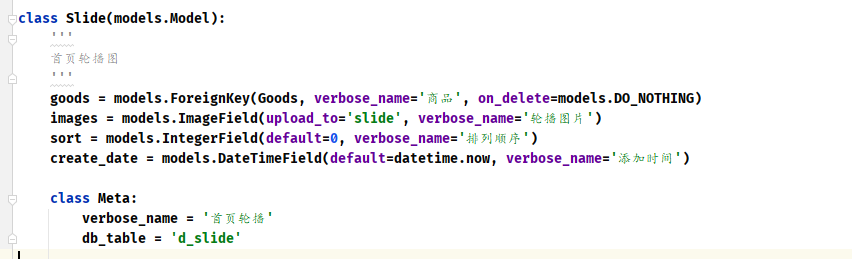 class Slide(models.Model):
    '''
    首页轮播图
    '''
    goods = models.ForeignKey(Goods, verbose_name='商品', on_delete=models.DO_NOTHING)
    images = models.ImageField(upload_to='slide', verbose_name='轮播图片')
    sort = models.IntegerField(default=0, verbose_name='排列顺序')
    create_date = models.DateTimeField(default=datetime.now, verbose_name='添加时间')
    class Meta:
        verbose_name = '首页轮播'
        db_table = 'd_slide'